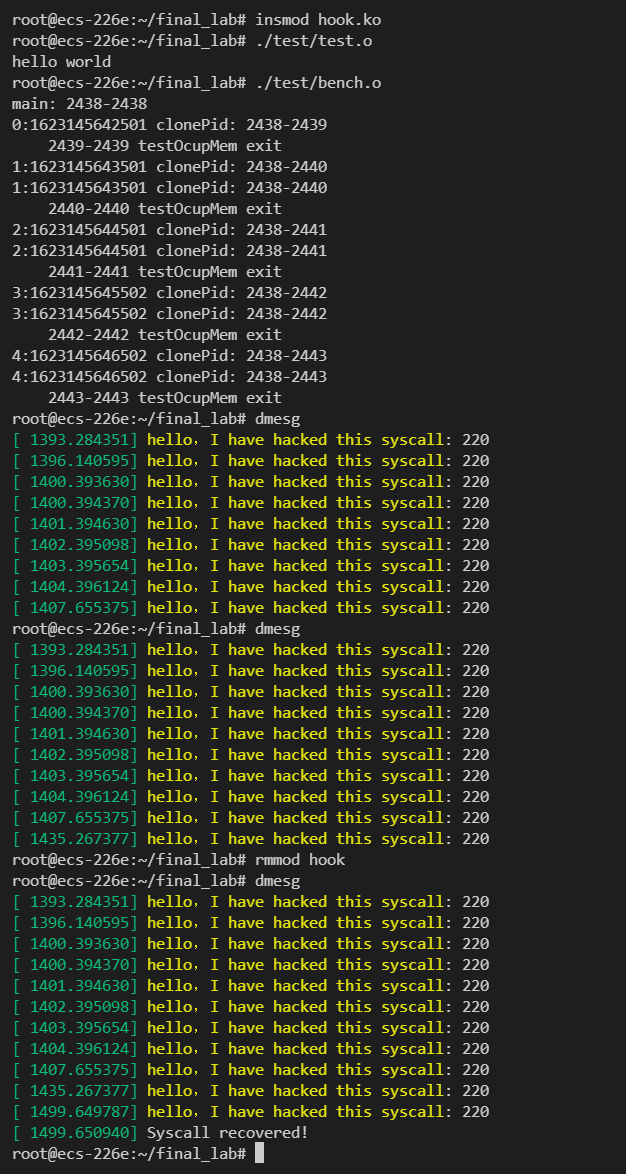 root@ecs-226e:~/final_lab# insmod hook.ko
root@ecs-226e:~/final_lab# ./test/test.o
hello world
root@ecs-226e:~/final_lab# ./test/bench.o
main: 2438-2438
0:1623145642501 clonePid: 2438-2439
    2439-2439 testOcupMem exit
1:1623145643501 clonePid: 2438-2440
1:1623145643501 clonePid: 2438-2440
    2440-2440 testOcupMem exit
2:1623145644501 clonePid: 2438-2441
2:1623145644501 clonePid: 2438-2441
    2441-2441 testOcupMem exit
3:1623145645502 clonePid: 2438-2442
3:1623145645502 clonePid: 2438-2442
    2442-2442 testOcupMem exit
4:1623145646502 clonePid: 2438-2443
4:1623145646502 clonePid: 2438-2443
    2443-2443 testOcupMem exit
root@ecs-226e:~/final_lab# dmesg
[ 1393.284351] hello，I have hacked this syscall: 220
[ 1396.140595] hello，I have hacked this syscall: 220
[ 1400.393630] hello，I have hacked this syscall: 220
[ 1400.394370] hello，I have hacked this syscall: 220
[ 1401.394630] hello，I have hacked this syscall: 220
[ 1402.395098] hello，I have hacked this syscall: 220
[ 1403.395654] hello，I have hacked this syscall: 220
[ 1404.396124] hello，I have hacked this syscall: 220
[ 1407.655375] hello，I have hacked this syscall: 220
root@ecs-226e:~/final_lab# dmesg
[ 1393.284351] hello，I have hacked this syscall: 220
[ 1396.140595] hello，I have hacked this syscall: 220
[ 1400.393630] hello，I have hacked this syscall: 220
[ 1400.394370] hello，I have hacked this syscall: 220
[ 1401.394630] hello，I have hacked this syscall: 220
[ 1402.395098] hello，I have hacked this syscall: 220
[ 1403.395654] hello，I have hacked this syscall: 220
[ 1404.396124] hello，I have hacked this syscall: 220
[ 1407.655375] hello，I have hacked this syscall: 220
[ 1435.267377] hello，I have hacked this syscall: 220
root@ecs-226e:~/final_lab# rmmod hook
root@ecs-226e:~/final_lab# dmesg
[ 1393.284351] hello，I have hacked this syscall: 220
[ 1396.140595] hello，I have hacked this syscall: 220
[ 1400.393630] hello，I have hacked this syscall: 220
[ 1400.394370] hello，I have hacked this syscall: 220
[ 1401.394630] hello，I have hacked this syscall: 220
[ 1402.395098] hello，I have hacked this syscall: 220
[ 1403.395654] hello，I have hacked this syscall: 220
[ 1404.396124] hello，I have hacked this syscall: 220
[ 1407.655375] hello，I have hacked this syscall: 220
[ 1435.267377] hello，I have hacked this syscall: 220
[ 1499.649787] hello，I have hacked this syscall: 220
[ 1499.650940] Syscall recovered!
root@ecs-226e:~/final_lab#